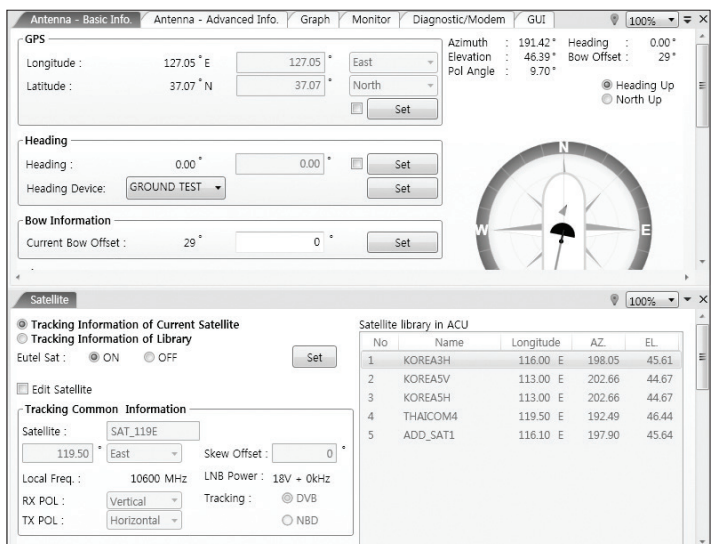 Antenna - Basic Info. Antenna - Advanced Info. Graph Monitor Diagnostic/Modem GUI 100%
GPS
Longitude : 127.05 ° E 127.05 ° East
Latitude : 37.07 ° N 37.07 ° North
Set
Heading
Heading : 0.00 ° 0.00 ° Set
Heading Device: GROUND TEST Set
Bow Information
Current Bow Offset : 29 ° 0 ° Set
Azimuth : 191.42 ° Heading : 0.00 °
Elevation : 46.39 ° Bow Offset : 29 °
Pol Angle : 9.70 °
Heading Up
North Up
N
W E
Satellite 100%
Tracking Information of Current Satellite
Tracking Information of Library
Eutel Sat : ON OFF Set
Edit Satellite
Tracking Common Information
Satellite : SAT_119E
119.50 ° East Skew Offset : 0 °
Local Freq. : 10600 MHz LNB Power : 18V + 0kHz
RX POL : Vertical Tracking : DVB
TX POL : Horizontal NBD
Satellite library in ACU
No Name Longitude AZ. EL.
1 KOREA3H 116.00 E 198.05 45.61
2 KOREA5V 113.00 E 202.66 44.67
3 KOREA5H 113.00 E 202.66 44.67
4 THAICOM4 119.50 E 192.49 46.44
5 ADD_SAT1 116.10 E 197.90 45.64